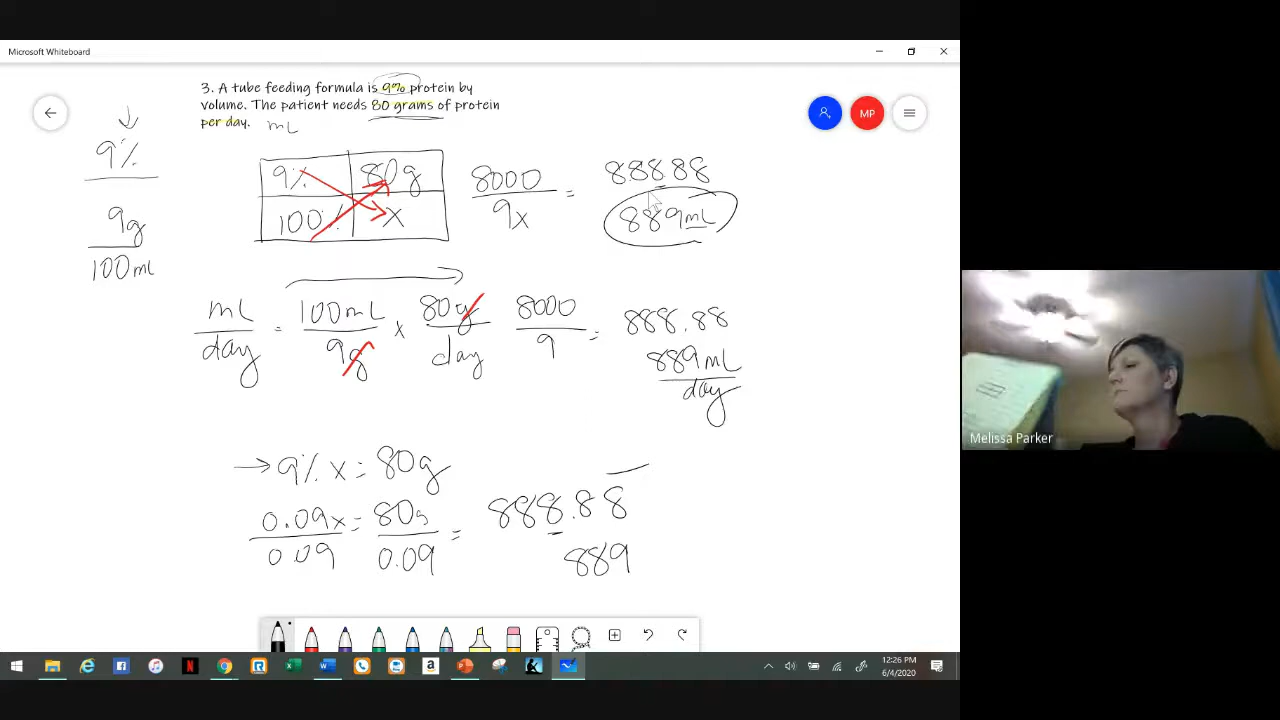 Microsoft Whiteboard
3. A tube feeding formula is 9% protein by
volume. The patient needs 80 grams of protein
per day. mL
MP
9%
9g
100mL
9% 80g
100% x
8000
9x
=
888.88
889mL
mL
day
=
100mL
9g
x
80g
day
8000
9
=
888.88
889mL
day
→ 9% x = 80g
0.09x = 80g
0.09 0.09
=
888.88
889
Melissa Parker
12:26 PM
6/4/2020